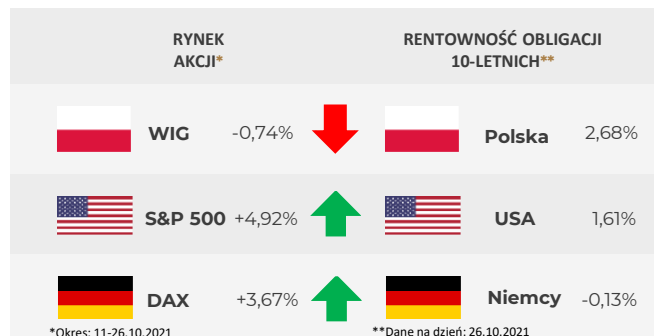 RYNEK
AKCJI*
RENTOWNOŚĆ OBLIGACJI
10-LETNICH**
WIG -0,74% Polska 2,68%
S&P 500 +4,92% USA 1,61%
DAX +3,67% Niemcy -0,13%
*Okres: 11-26.10.2021 **Dane na dzień: 26.10.2021